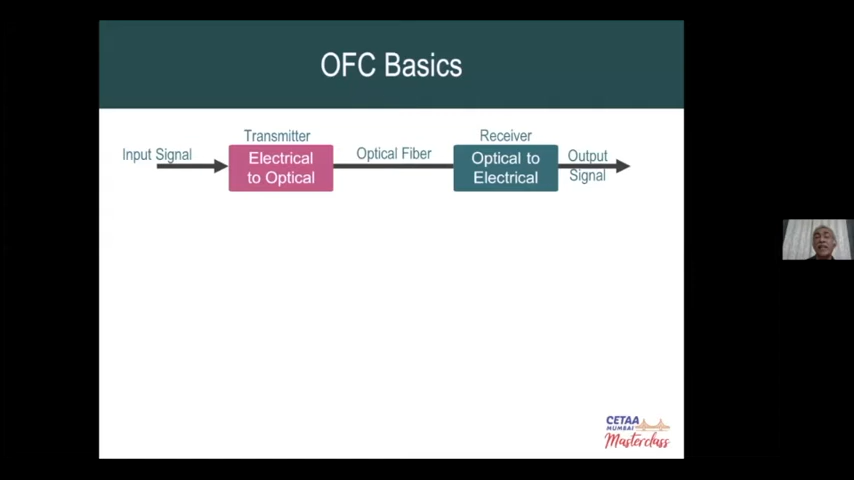 OFC Basics
Transmitter
Receiver
Input Signal
Electrical
to Optical
Optical Fiber
Optical to
Electrical
Output
Signal
CETAA
MUMBAI
Masterclass